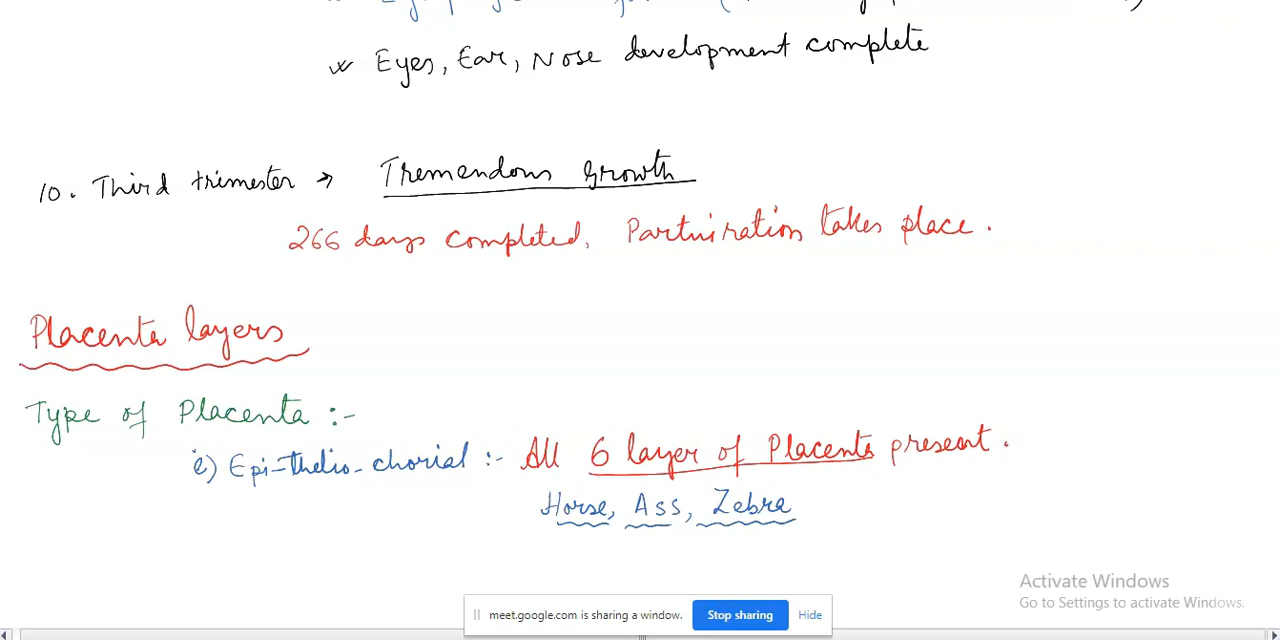 * Eyes, Ear, Nose development complete
10. Third trimester → Tremendous Growth
266 days completed, Parturiration takes place.
Placenta layers
Type of Placenta :-
i) Epi-thelio-chorial :- All 6 layer of Placenta present.
Horse, Ass, Zebra
Activate Windows
Go to Settings to activate Windows.
meet.google.com is sharing a window. Stop sharing Hide